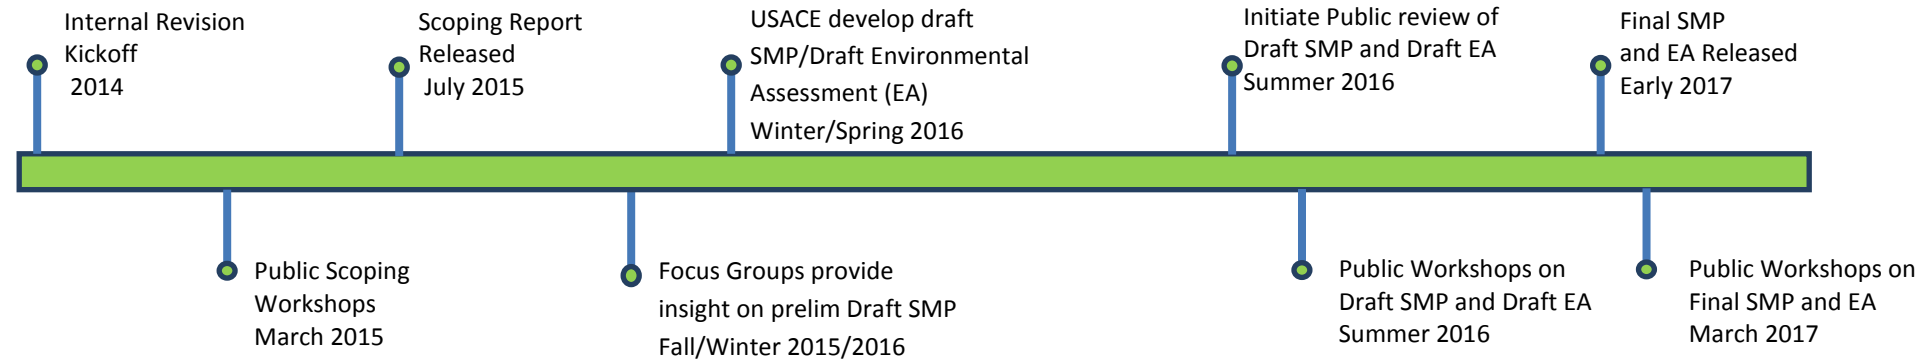 Internal Revision
Kickoff
2014
Scoping Report
Released
July 2015
USACE develop draft
SMP/Draft Environmental
Assessment (EA)
Winter/Spring 2016
Initiate Public review of
Draft SMP and Draft EA
Summer 2016
Final SMP
and EA Released
Early 2017
Public Scoping
Workshops
March 2015
Focus Groups provide
insight on prelim Draft SMP
Fall/Winter 2015/2016
Public Workshops on
Draft SMP and Draft EA
Summer 2016
Public Workshops on
Final SMP and EA
March 2017